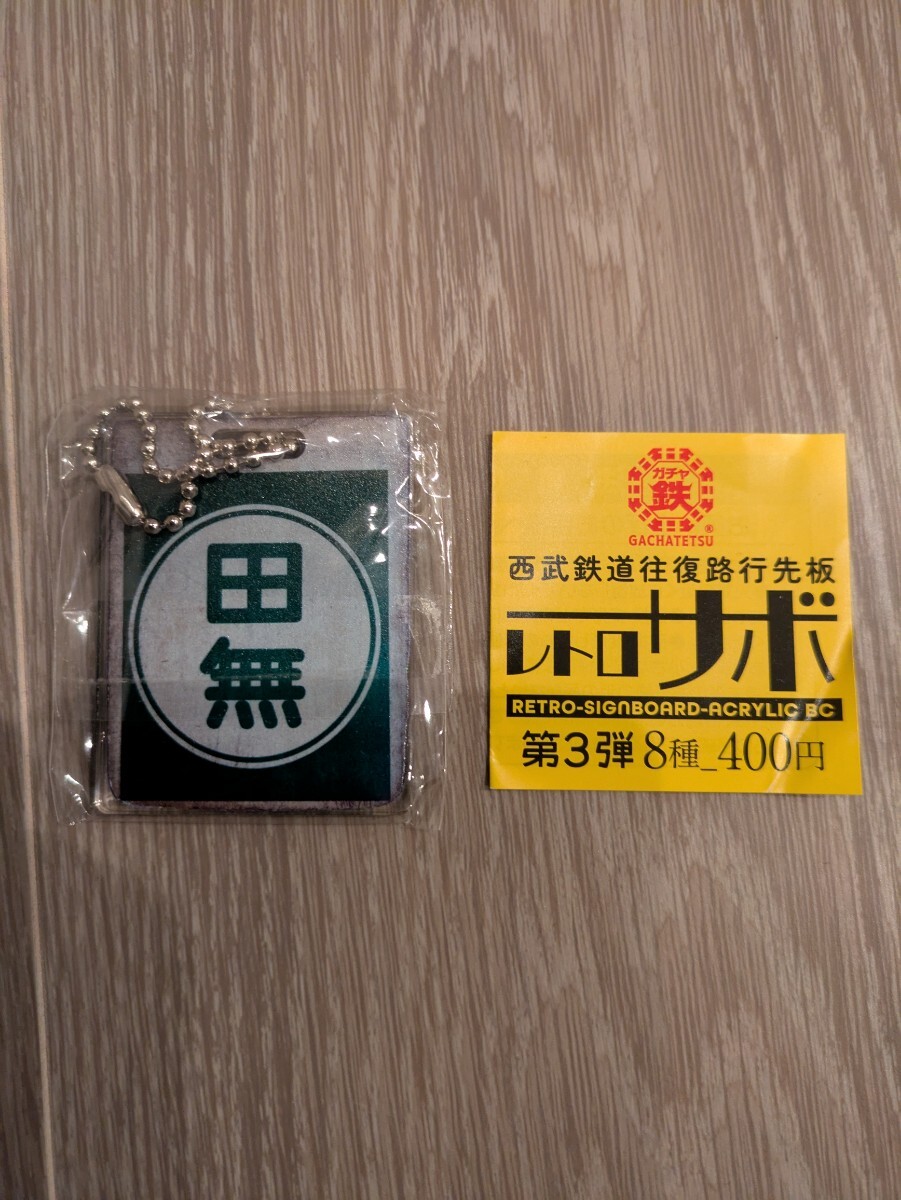 田
無
ガチャ
鉄
®
GACHATETSU
西武鉄道往復路行先板
レトロサボ
RETRO-SIGNBOARD-ACRYLIC BC
第3弾 8種_400円